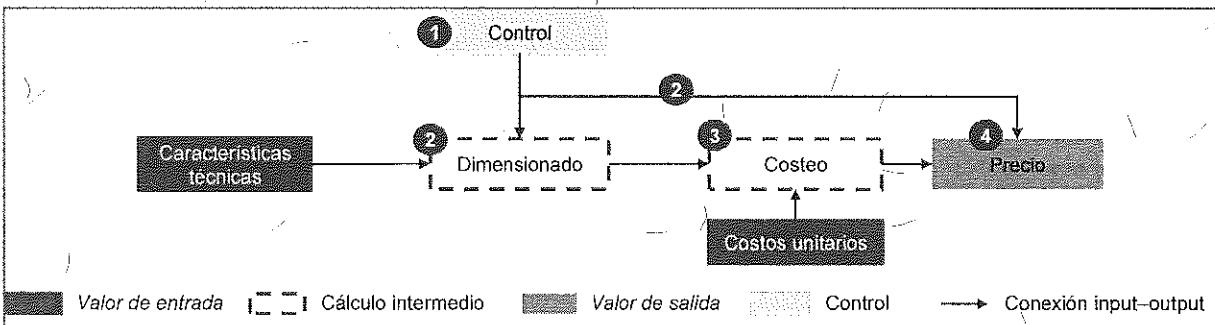 1 Control
2
Características
técnicas
2 Dimensionado
3 Costeo
4
Precio
Costos unitarios
Valor de entrada
Cálculo intermedio
Valor de salida
Control
Conexión input–output